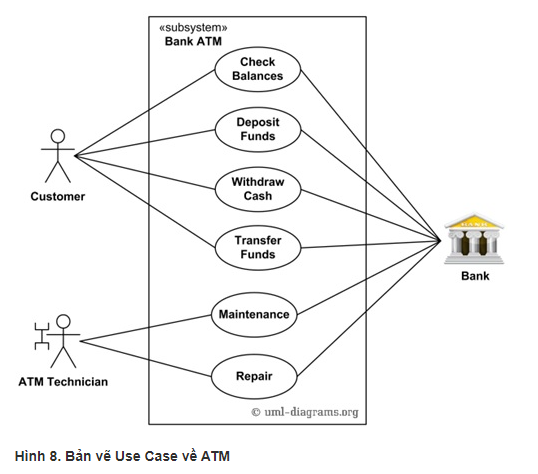 «subsystem»
Bank ATM
Check
Balances
Deposit
Funds
Customer
Withdraw
Cash
Transfer
Funds
BANK
Bank
Maintenance
ATM Technician
Repair
© uml-diagrams.org
Hình 8. Bản vẽ Use Case về ATM